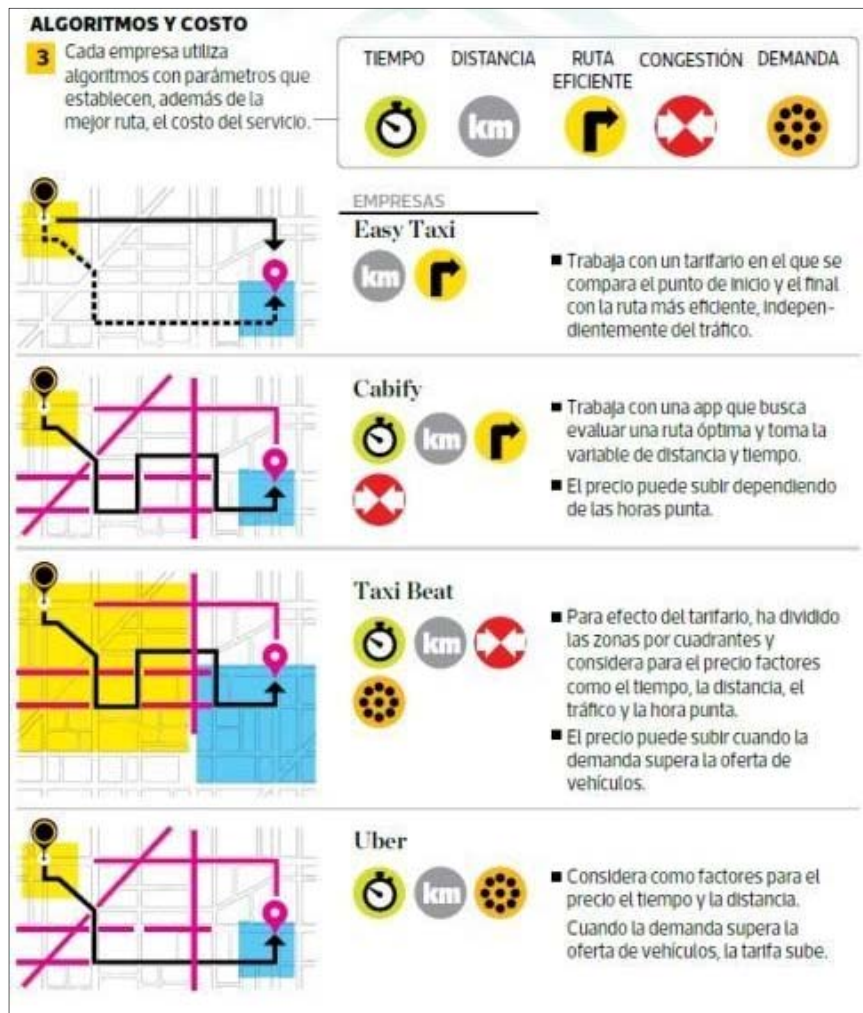 ALGORITMOS Y COSTO
3
Cada empresa utiliza
algoritmos con parámetros que
establecen, además de la
mejor ruta, el costo del servicio.
TIEMPO
DISTANCIA
RUTA
EFICIENTE
CONGESTIÓN
DEMANDA
km
EMPRESAS
Easy Taxi
km
■ Trabaja con un tarifario en el que se
compara el punto de inicio y el final
con la ruta más eficiente, indepen-
dientemente del tráfico.
Cabify
km
■ Trabaja con una app que busca
evaluar una ruta óptima y toma la
variable de distancia y tiempo.
■ El precio puede subir dependiendo
de las horas punta.
Taxi Beat
km
■ Para efecto del tarifario, ha dividido
las zonas por cuadrantes y
considera para el precio factores
como el tiempo, la distancia, el
tráfico y la hora punta.
■ El precio puede subir cuando la
demanda supera la oferta de
vehículos.
Uber
km
■ Considera como factores para el
precio el tiempo y la distancia.
Cuando la demanda supera la
oferta de vehículos, la tarifa sube.